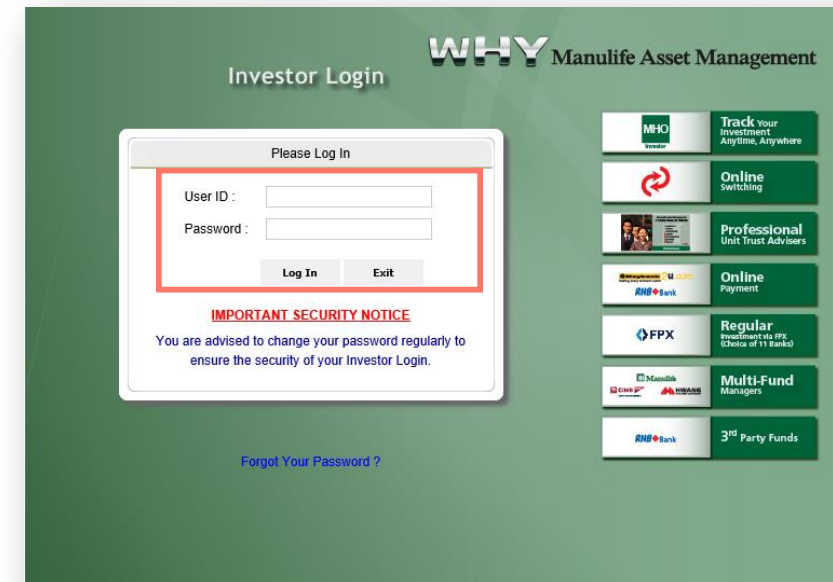 WHY Manulife Asset Management
Investor Login
Please Log In
User ID :
Password :
Log In
Exit
IMPORTANT SECURITY NOTICE
You are advised to change your password regularly to
ensure the security of your Investor Login.
Forgot Your Password ?
MHO
Investor
Track Your
Investment
Anytime, Anywhere
Online
Switching
Professional
Unit Trust Advisers
Maybank2u.com
RHB Bank
Online
Payment
FPX
Regular
Investment via FPX
(Choice of 11 Banks)
Manulife
CIMB
HWANG
Multi-Fund
Managers
RHB Bank
3rd Party Funds